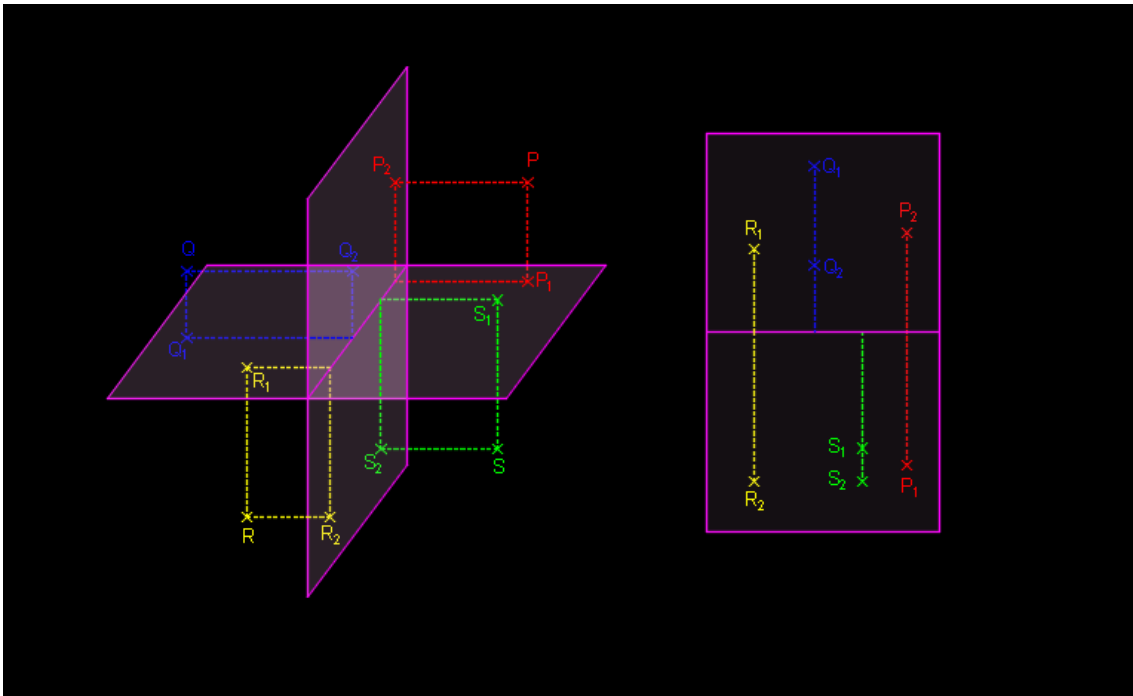 P₂
P
Q
Q₂
P₁
S₁
Q₁
R₁
S₂
S
R
R₂
Q₁
P₂
R₁
Q₂
S₁
S₂
P₁
R₂